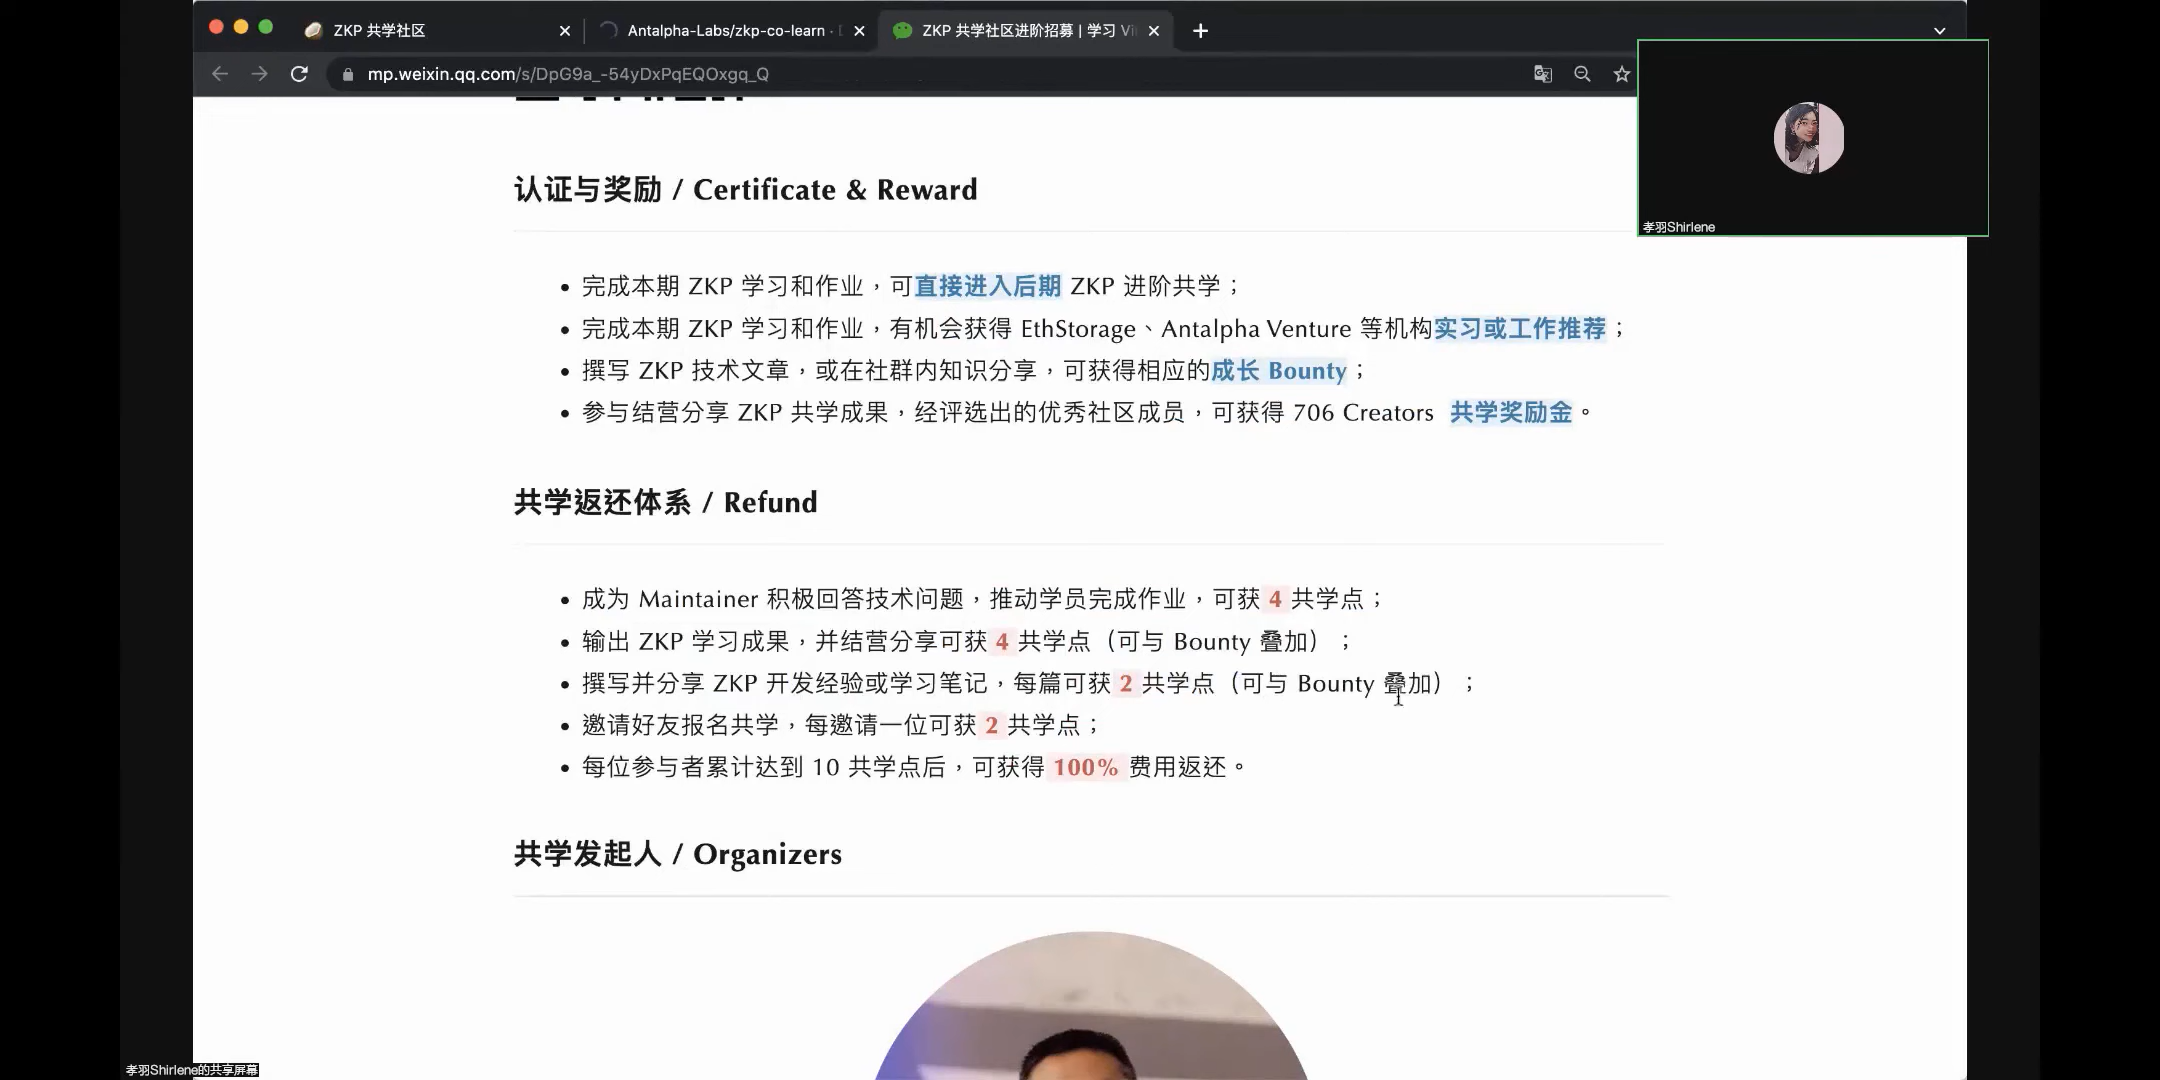 ZKP 共学社区
Antalpha-Labs/zkp-co-learn ·
ZKP 共学社区进阶招募 | 学习 Vi
mp.weixin.qq.com/s/DpG9a_-54yDxPqEQOxgq_Q
孝羽Shirlene
认证与奖励 / Certificate & Reward
完成本期 ZKP 学习和作业，可直接进入后期 ZKP 进阶共学；
完成本期 ZKP 学习和作业，有机会获得 EthStorage、Antalpha Venture 等机构实习或工作推荐；
撰写 ZKP 技术文章，或在社群内知识分享，可获得相应的成长 Bounty；
参与结营分享 ZKP 共学成果，经评选出的优秀社区成员，可获得 706 Creators 共学奖励金。
共学返还体系 / Refund
成为 Maintainer 积极回答技术问题，推动学员完成作业，可获 4 共学点；
输出 ZKP 学习成果，并结营分享可获 4 共学点（可与 Bounty 叠加）；
撰写并分享 ZKP 开发经验或学习笔记，每篇可获 2 共学点（可与 Bounty 叠加）；
邀请好友报名共学，每邀请一位可获 2 共学点；
每位参与者累计达到 10 共学点后，可获得 100% 费用返还。
共学发起人 / Organizers
孝羽Shirlene的共享屏幕